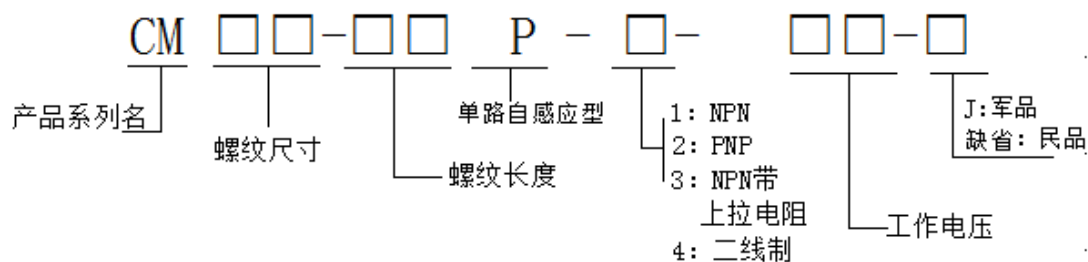 CM □□-□□ P - □- □□-□
产品系列名
螺纹尺寸
螺纹长度
单路自感应型
1: NPN
2: PNP
3: NPN带
上拉电阻
4: 二线制
工作电压
J:军品
缺省: 民品